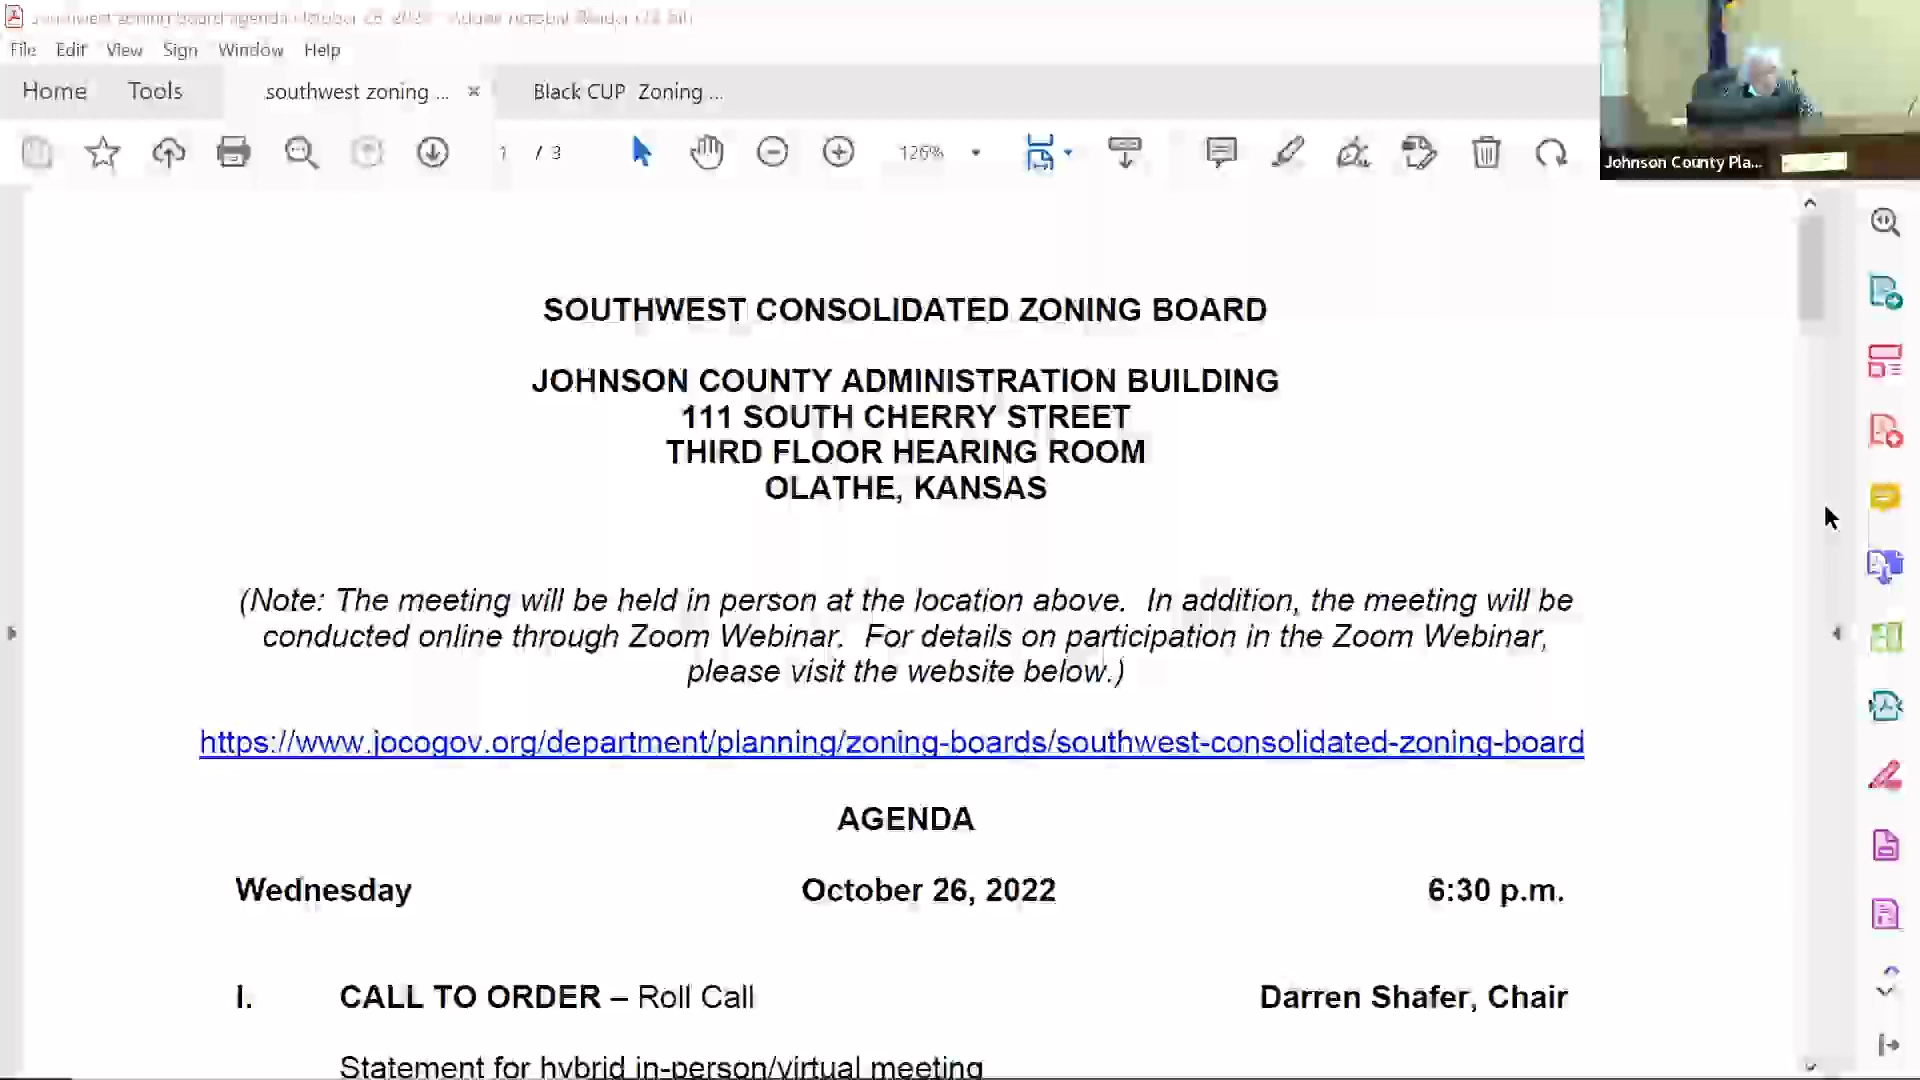 File Edit View Sign Window Help
Home Tools southwest zoning ... × Black CUP Zoning ...
1 / 3 126%
Johnson County Pla...
SOUTHWEST CONSOLIDATED ZONING BOARD
JOHNSON COUNTY ADMINISTRATION BUILDING
111 SOUTH CHERRY STREET
THIRD FLOOR HEARING ROOM
OLATHE, KANSAS
(Note: The meeting will be held in person at the location above. In addition, the meeting will be
conducted online through Zoom Webinar. For details on participation in the Zoom Webinar,
please visit the website below.)
https://www.jocogov.org/department/planning/zoning-boards/southwest-consolidated-zoning-board
AGENDA
Wednesday October 26, 2022 6:30 p.m.
I. CALL TO ORDER – Roll Call Darren Shafer, Chair
Statement for hybrid in-person/virtual meeting